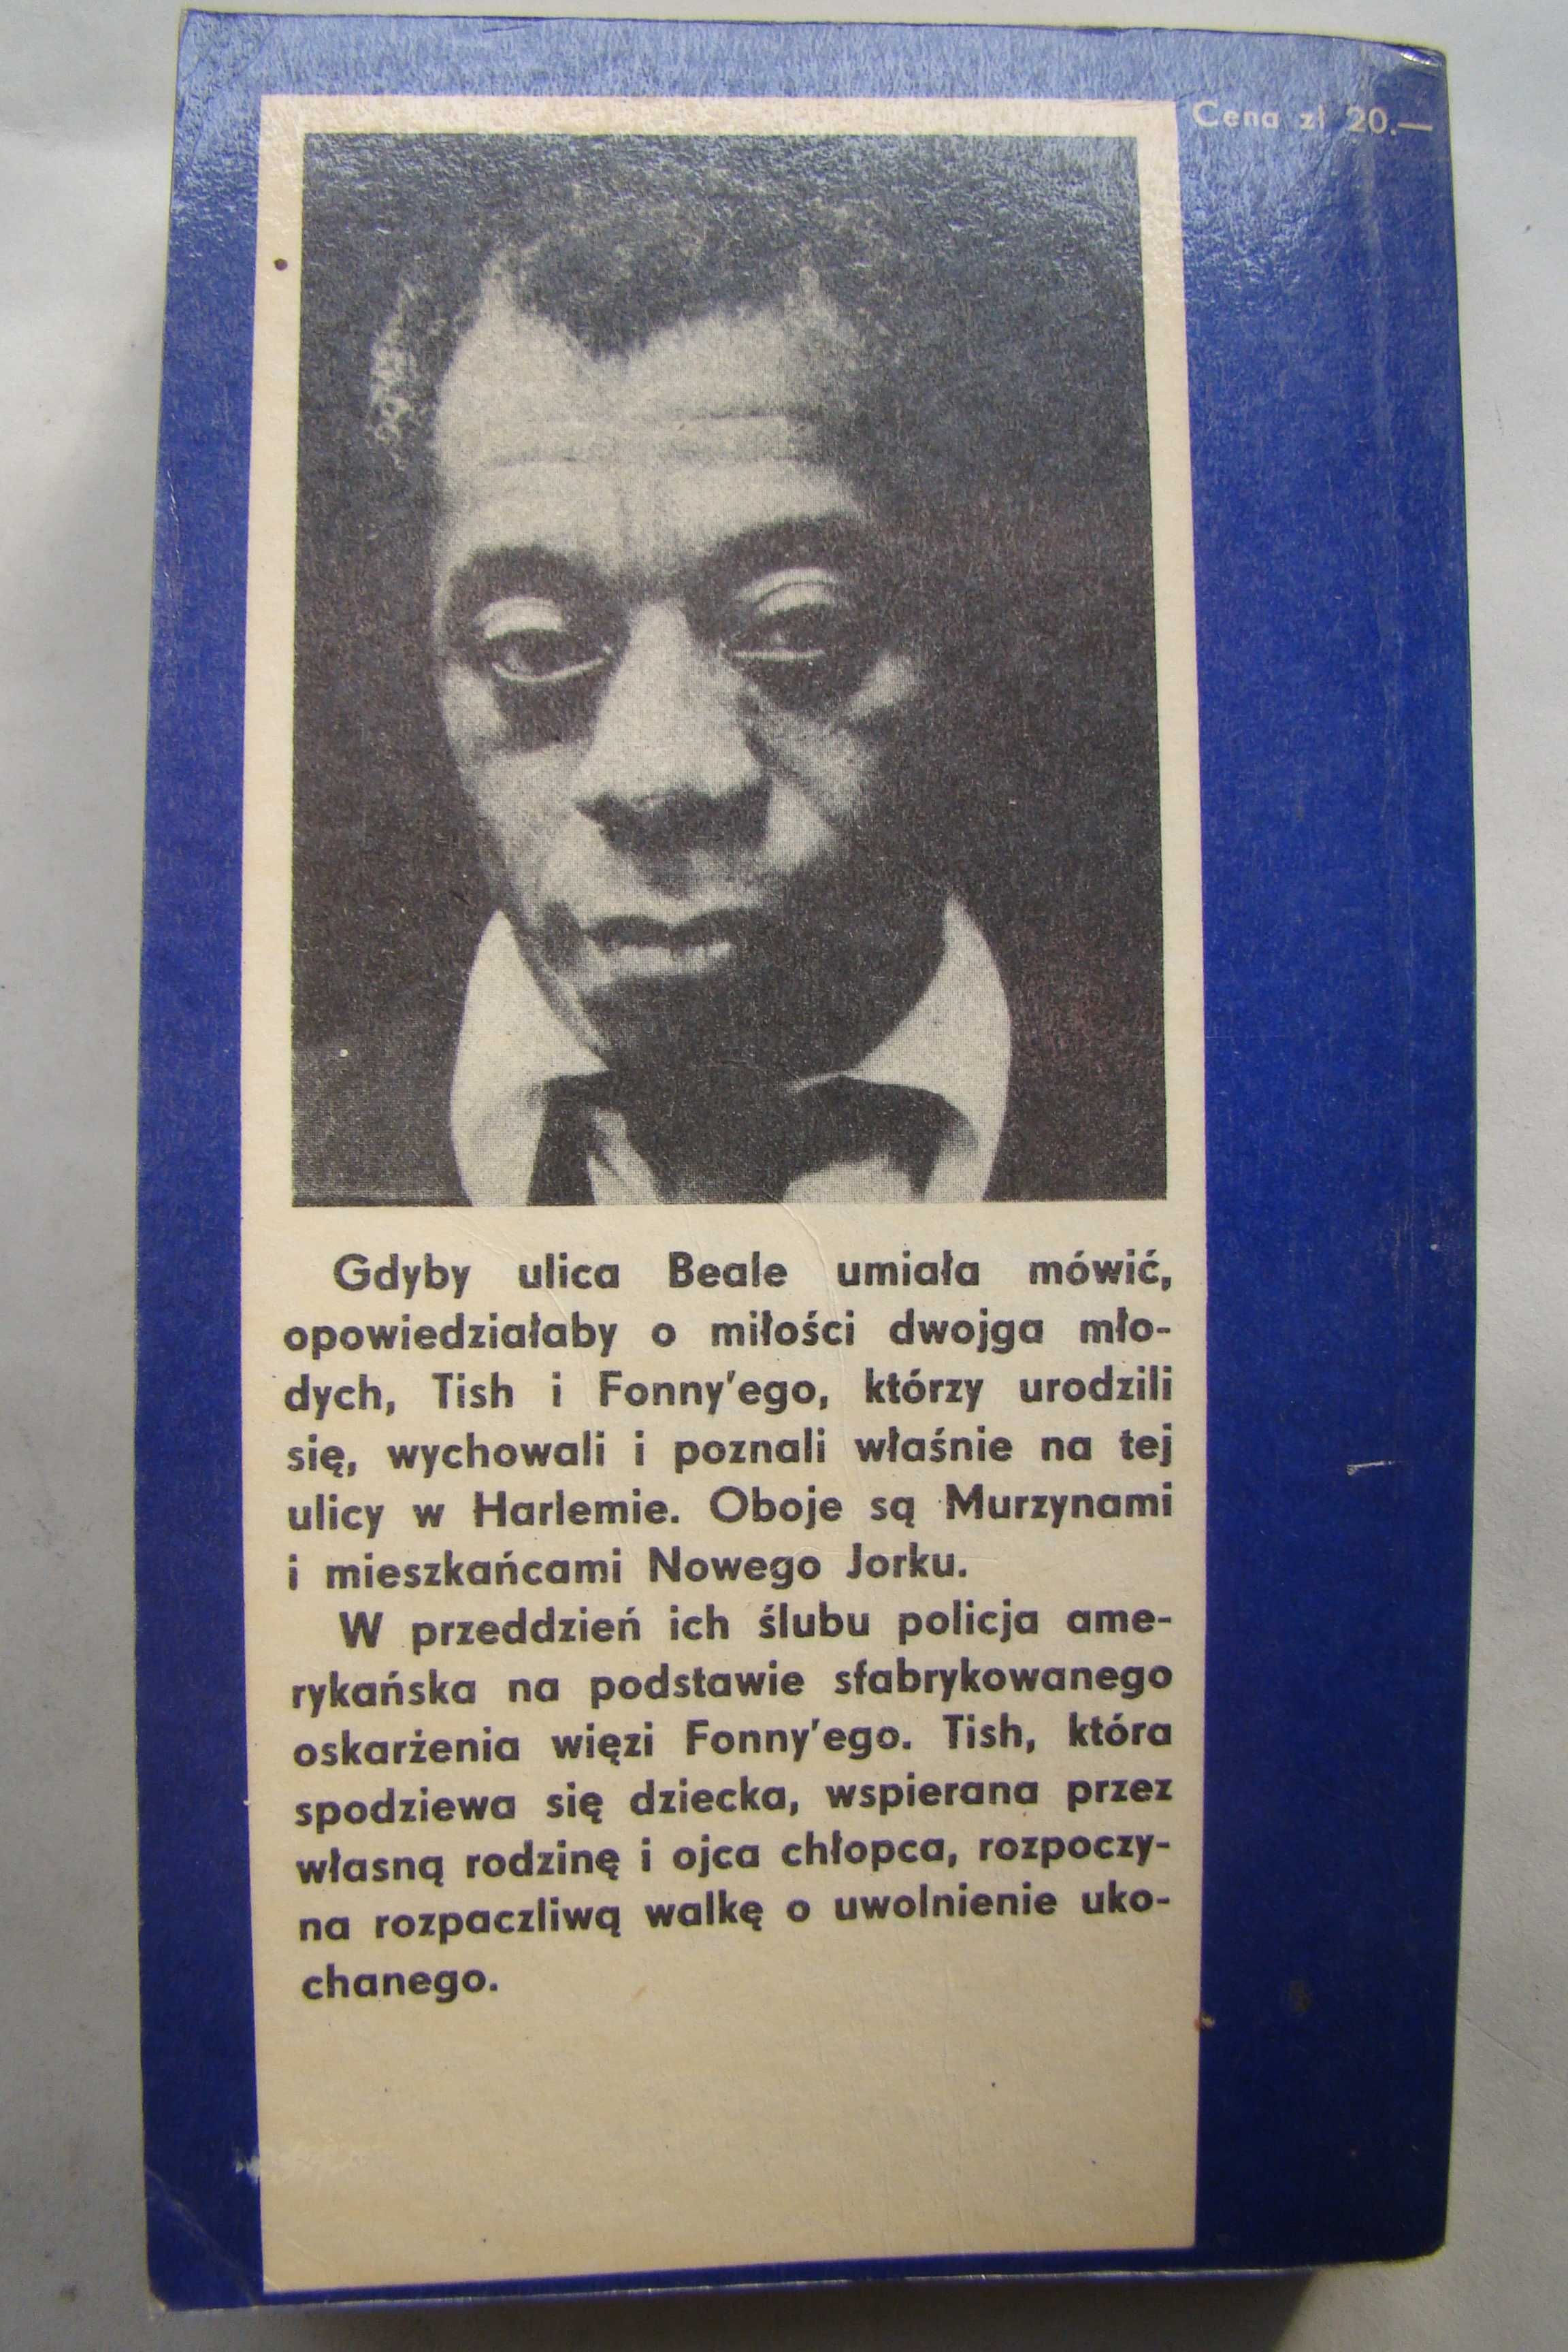 Cena zł 20.—
Gdyby ulica Beale umiała mówić,
opowiedziałaby o miłości dwojga mło-
dych, Tish i Fonny'ego, którzy urodzili
się, wychowali i poznali właśnie na tej
ulicy w Harlemie. Oboje są Murzynami
i mieszkańcami Nowego Jorku.
W przeddzień ich ślubu policja ame-
rykańska na podstawie sfabrykowanego
oskarżenia więzi Fonny'ego. Tish, która
spodziewa się dziecka, wspierana przez
własną rodzinę i ojca chłopca, rozpoczy-
na rozpaczliwą walkę o uwolnienie uko-
chanego.